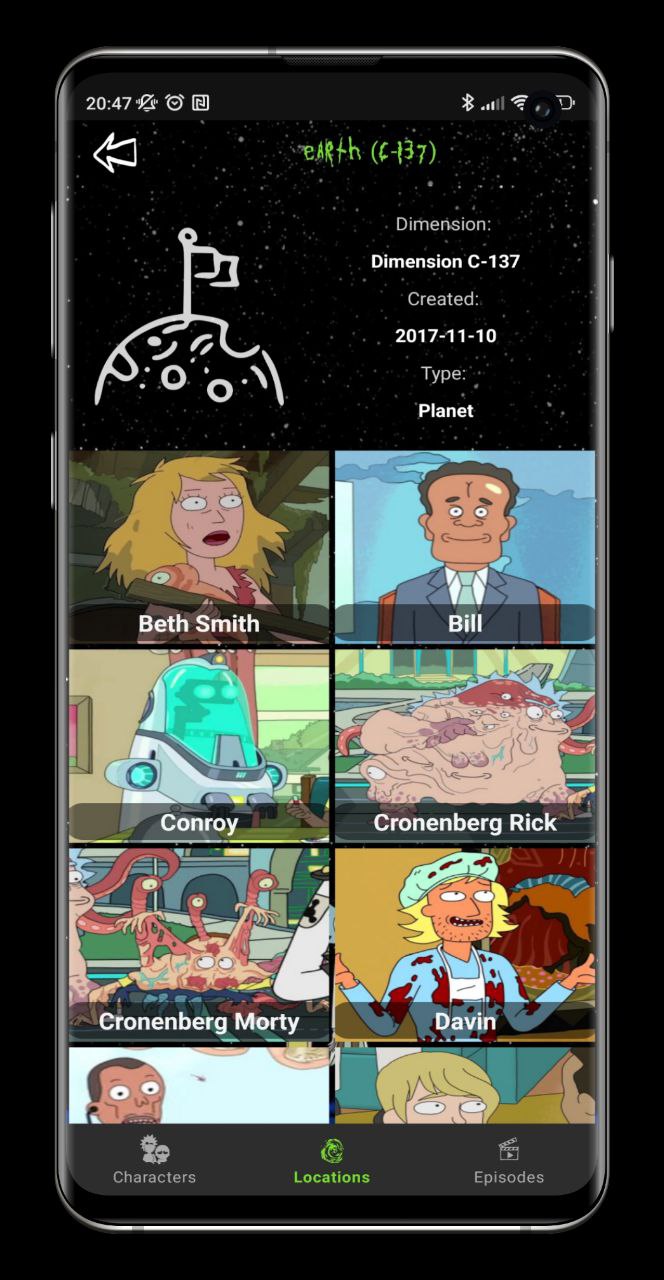 20:47
eARth (C-137)
Dimension:
Dimension C-137
Created:
2017-11-10
Type:
Planet
Beth Smith
Bill
Conroy
Cronenberg Rick
Cronenberg Morty
Davin
Characters
Locations
Episodes